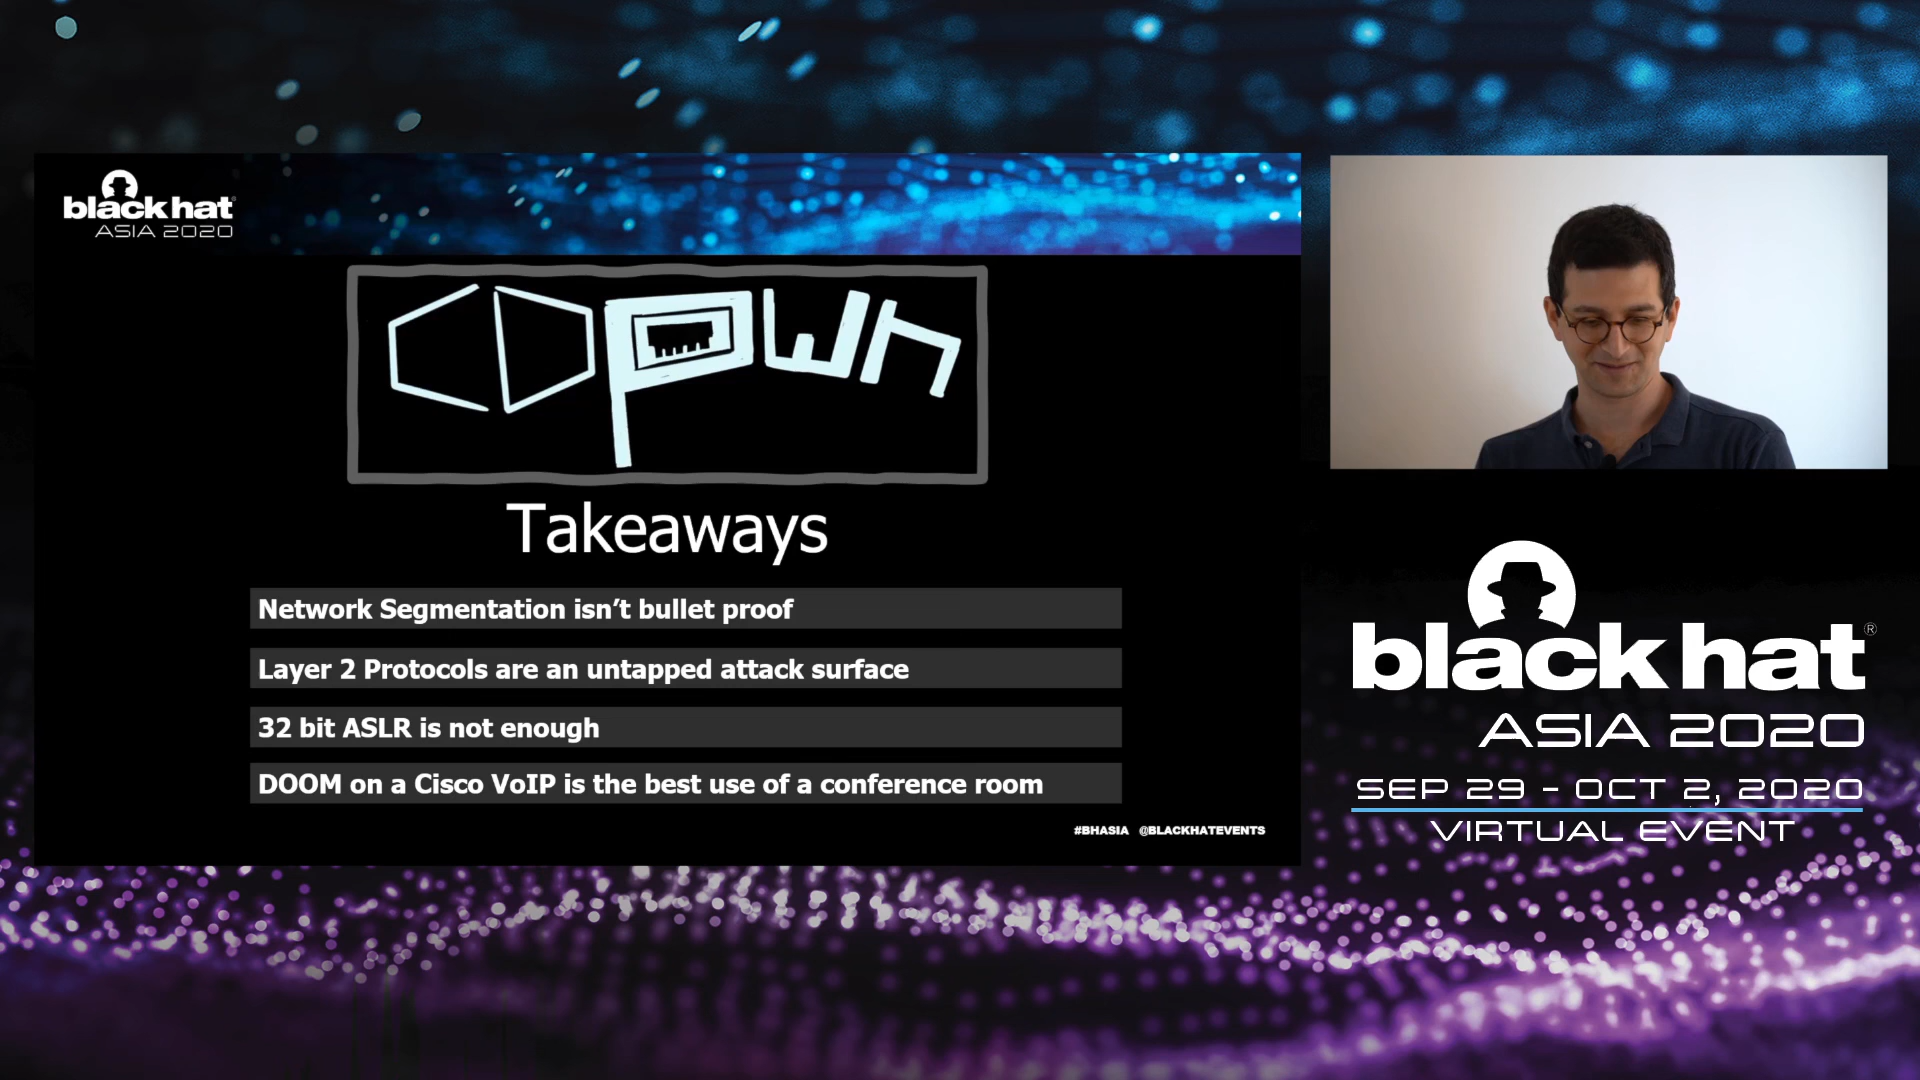 black hat
ASIA 2020
CDPwn
Takeaways
Network Segmentation isn’t bullet proof
Layer 2 Protocols are an untapped attack surface
32 bit ASLR is not enough
DOOM on a Cisco VoIP is the best use of a conference room
#BHASIA @BLACKHATEVENTS
black hat®
ASIA 2020
SEP 29 - OCT 2, 2020
VIRTUAL EVENT